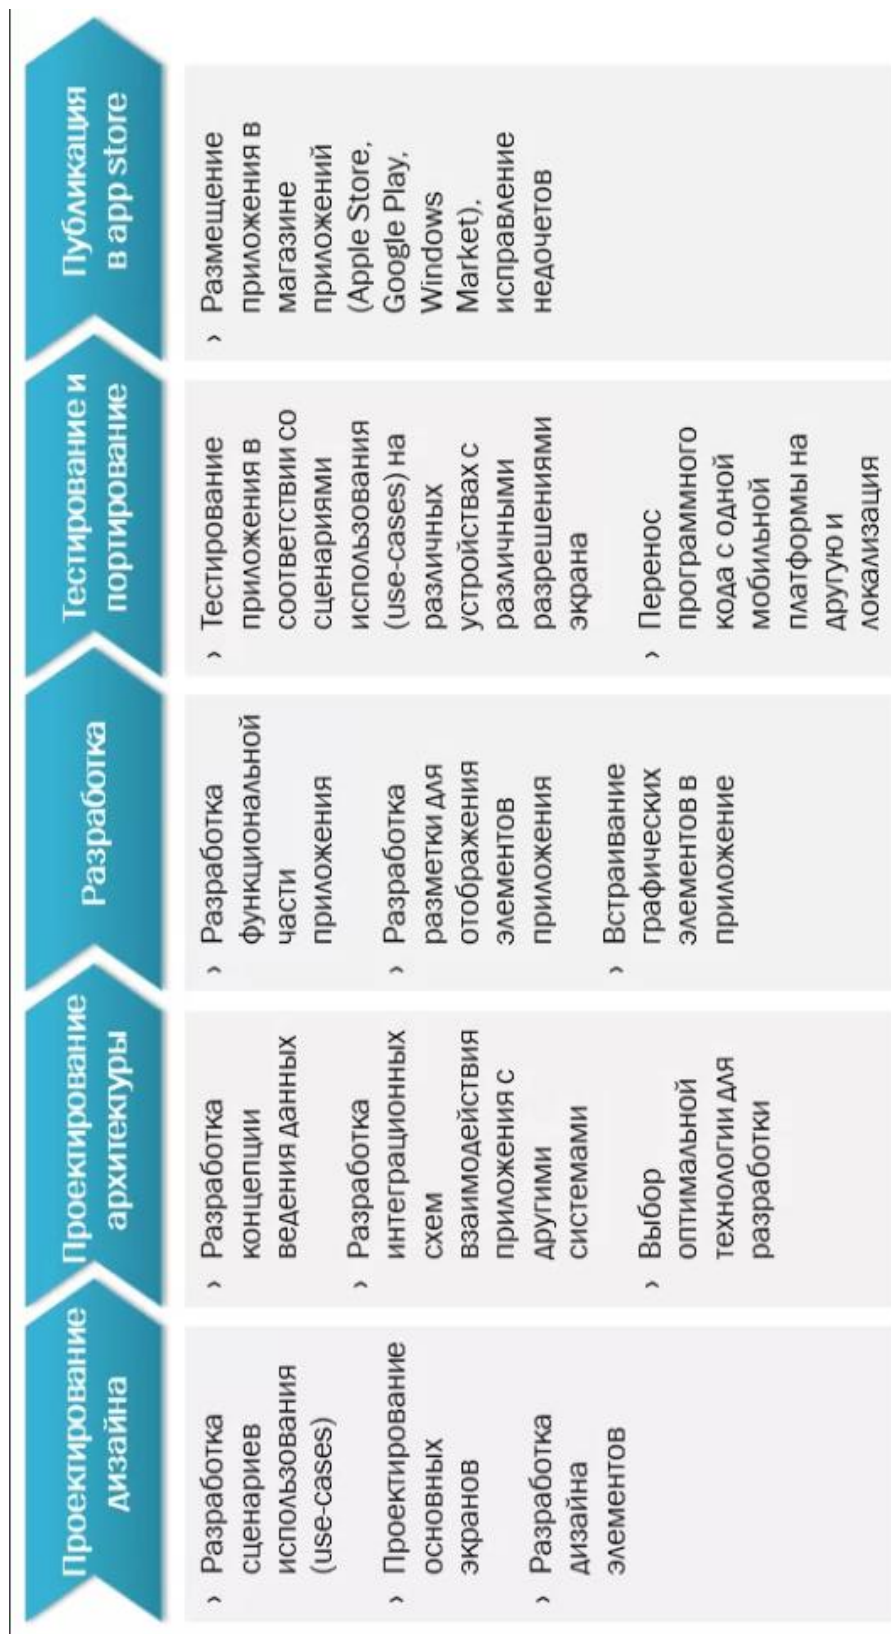 Проектирование
дизайна
› Разработка
сценариев
использования
(use-cases)
› Проектирование
основных
экранов
› Разработка
дизайна
элементов
Проектирование
архитектуры
› Разработка
концепции
ведения данных
› Разработка
интеграционных
схем
взаимодействия
приложения с
другими
системами
› Выбор
оптимальной
технологии для
разработки
Разработка
› Разработка
функциональной
части
приложения
› Разработка
разметки для
отображения
элементов
приложения
› Встраивание
графических
элементов в
приложение
Тестирование и
портирование
› Тестирование
приложения в
соответствии со
сценариями
использования
(use-cases) на
различных
устройствах с
различными
разрешениями
экрана
› Перенос
программного
кода с одной
мобильной
платформы на
другую и
локализация
Публикация
в app store
› Размещение
приложения в
магазине
приложений
(Apple Store,
Google Play,
Windows
Market),
исправление
недочетов